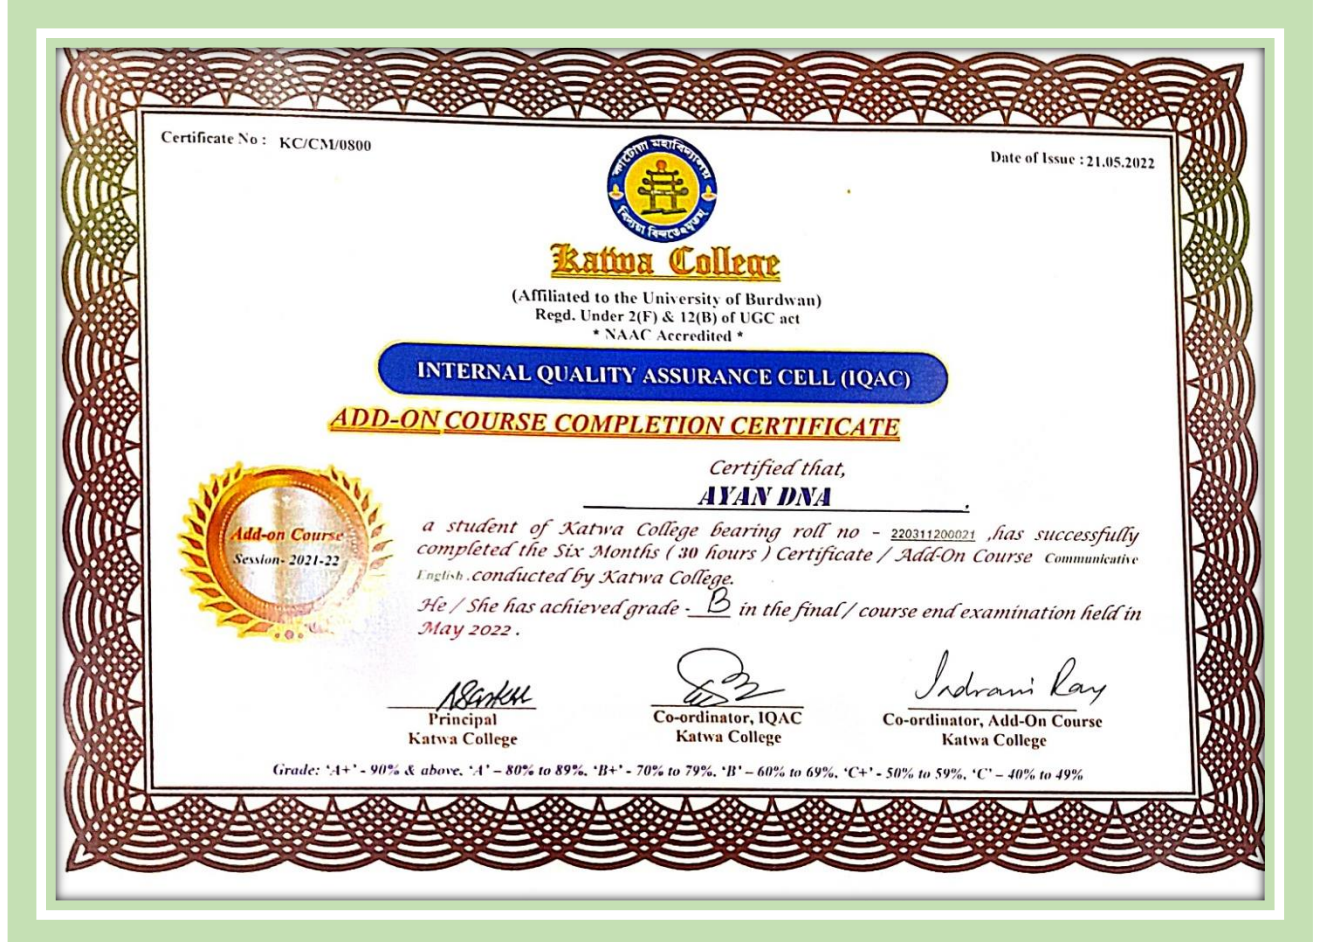 Certificate No : KC/CM/0800
Date of Issue : 21.05.2022
কাটোয়া মহাবিদ্যালয়
বিদ্যয়া বিন্দতেঽমৃতম্
Katwa College
(Affiliated to the University of Burdwan)
Regd. Under 2(F) & 12(B) of UGC act
* NAAC Accredited *
INTERNAL QUALITY ASSURANCE CELL (IQAC)
ADD-ON COURSE COMPLETION CERTIFICATE
Certified that,
AYAN DNA .
Add-on Course
Session- 2021-22
a student of Katwa College bearing roll no - 220311200021 ,has successfully
completed the Six Months ( 30 hours ) Certificate / Add-On Course Communicative
English .conducted by Katwa College.
He / She has achieved grade - B in the final / course end examination held in
May 2022 .
Indrani Ray
Principal
Katwa College
Co-ordinator, IQAC
Katwa College
Co-ordinator, Add-On Course
Katwa College
Grade: ‘A+’ - 90% & above. ‘A’ – 80% to 89%. ‘B+’ - 70% to 79%. ‘B’ – 60% to 69%. ‘C+’ - 50% to 59%. ‘C’ – 40% to 49%